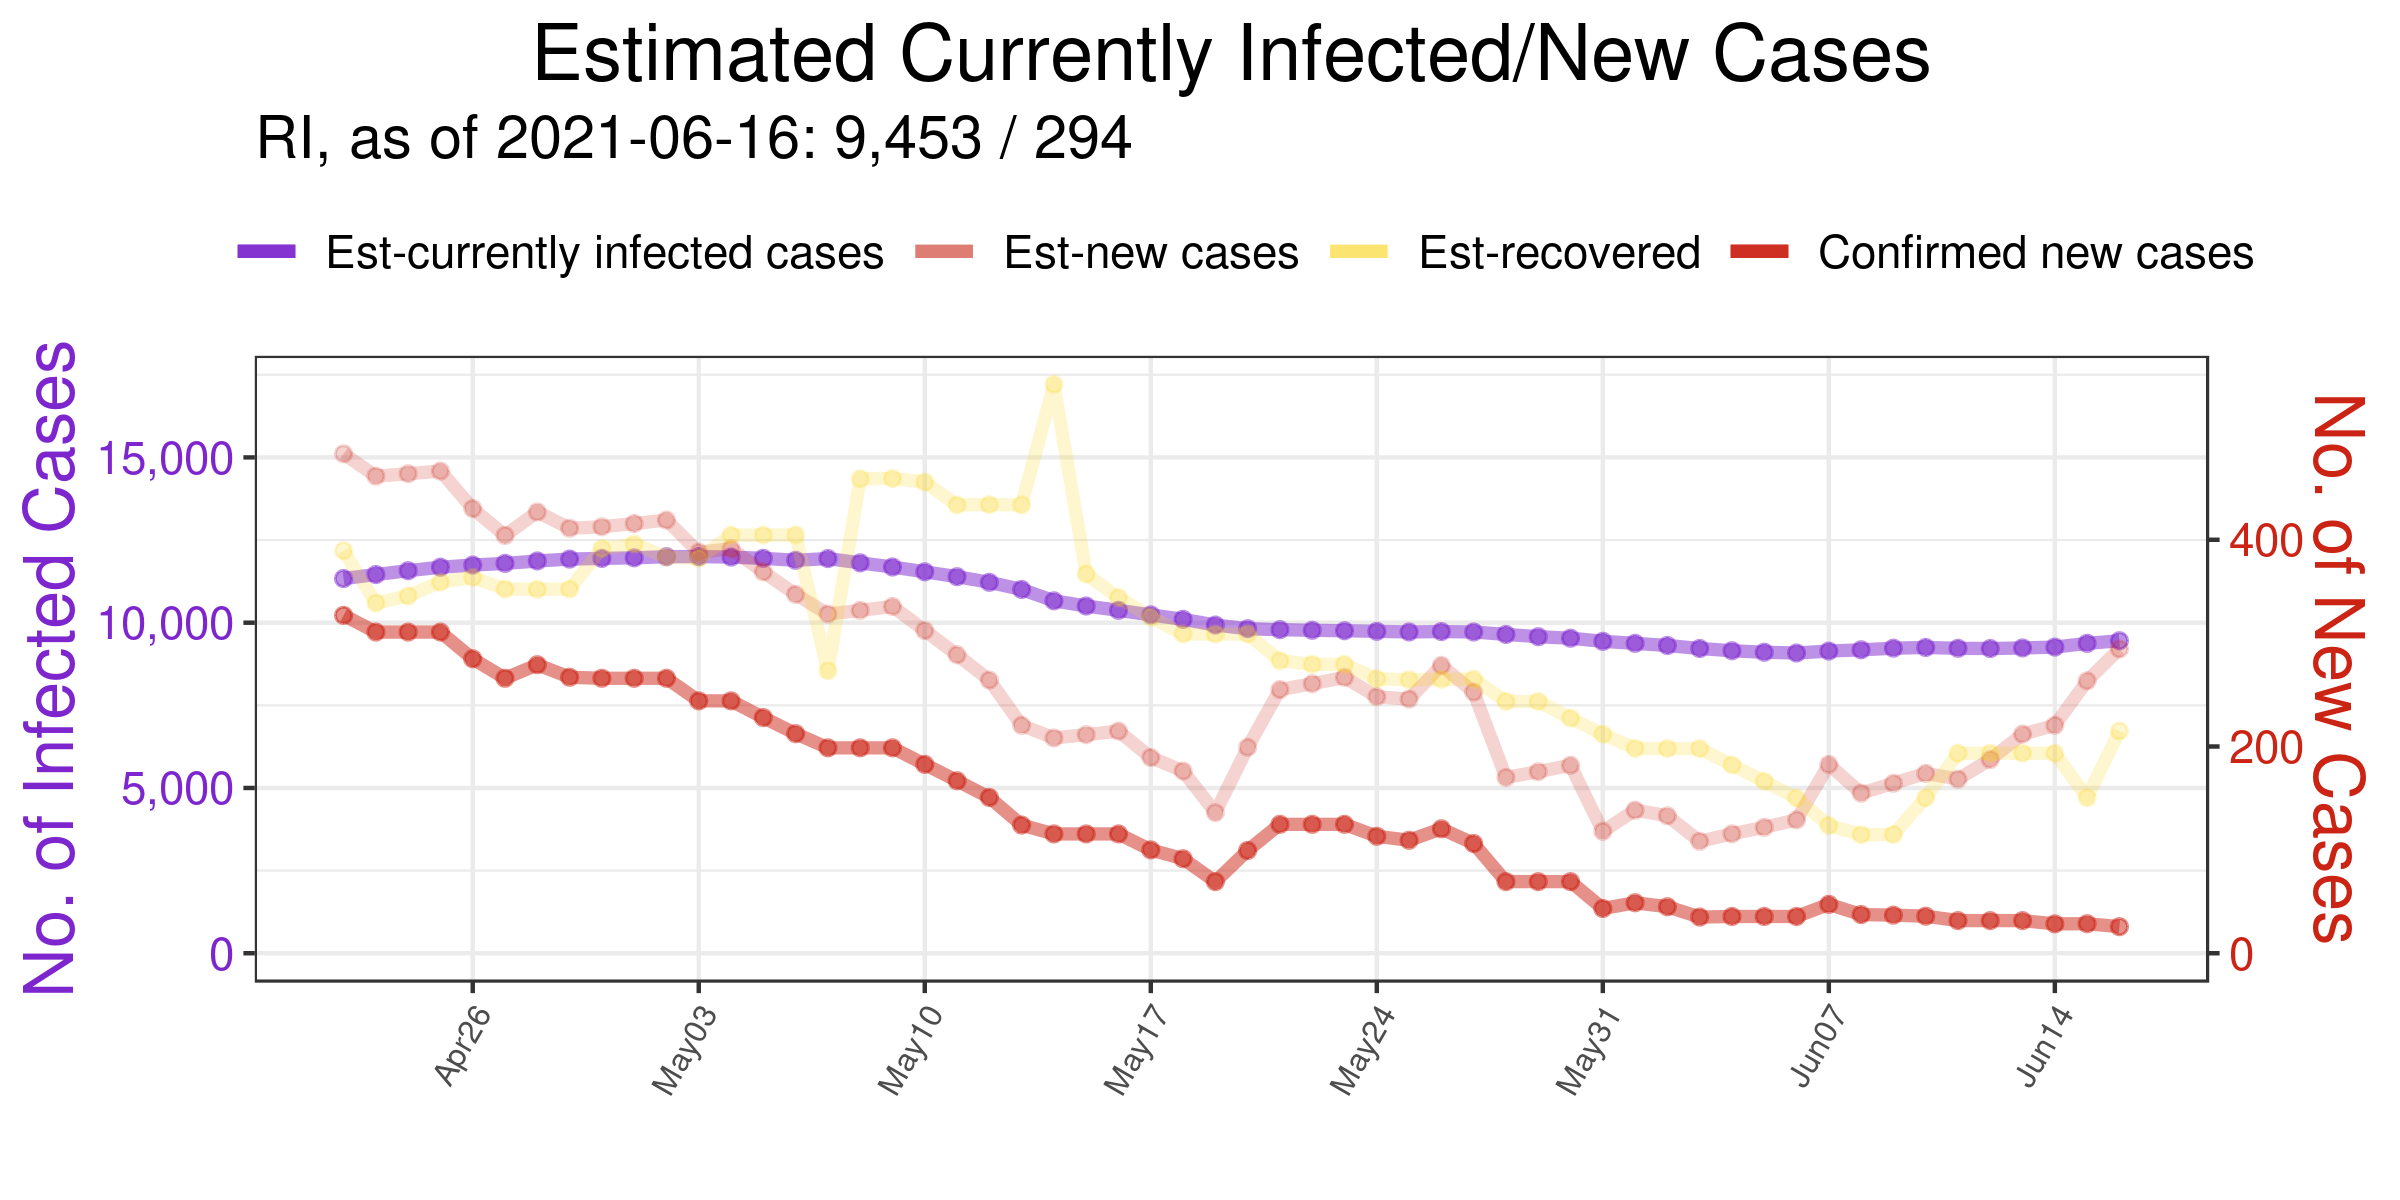 Estimated Currently Infected/New Cases
RI, as of 2021-06-16: 9,453 / 294
Est-currently infected cases Est-new cases Est-recovered Confirmed new cases
No. of Infected Cases
15,000
10,000
5,000
0
400
200
0
No. of New Cases
Apr26 May03 May10 May17 May24 May31 Jun07 Jun14